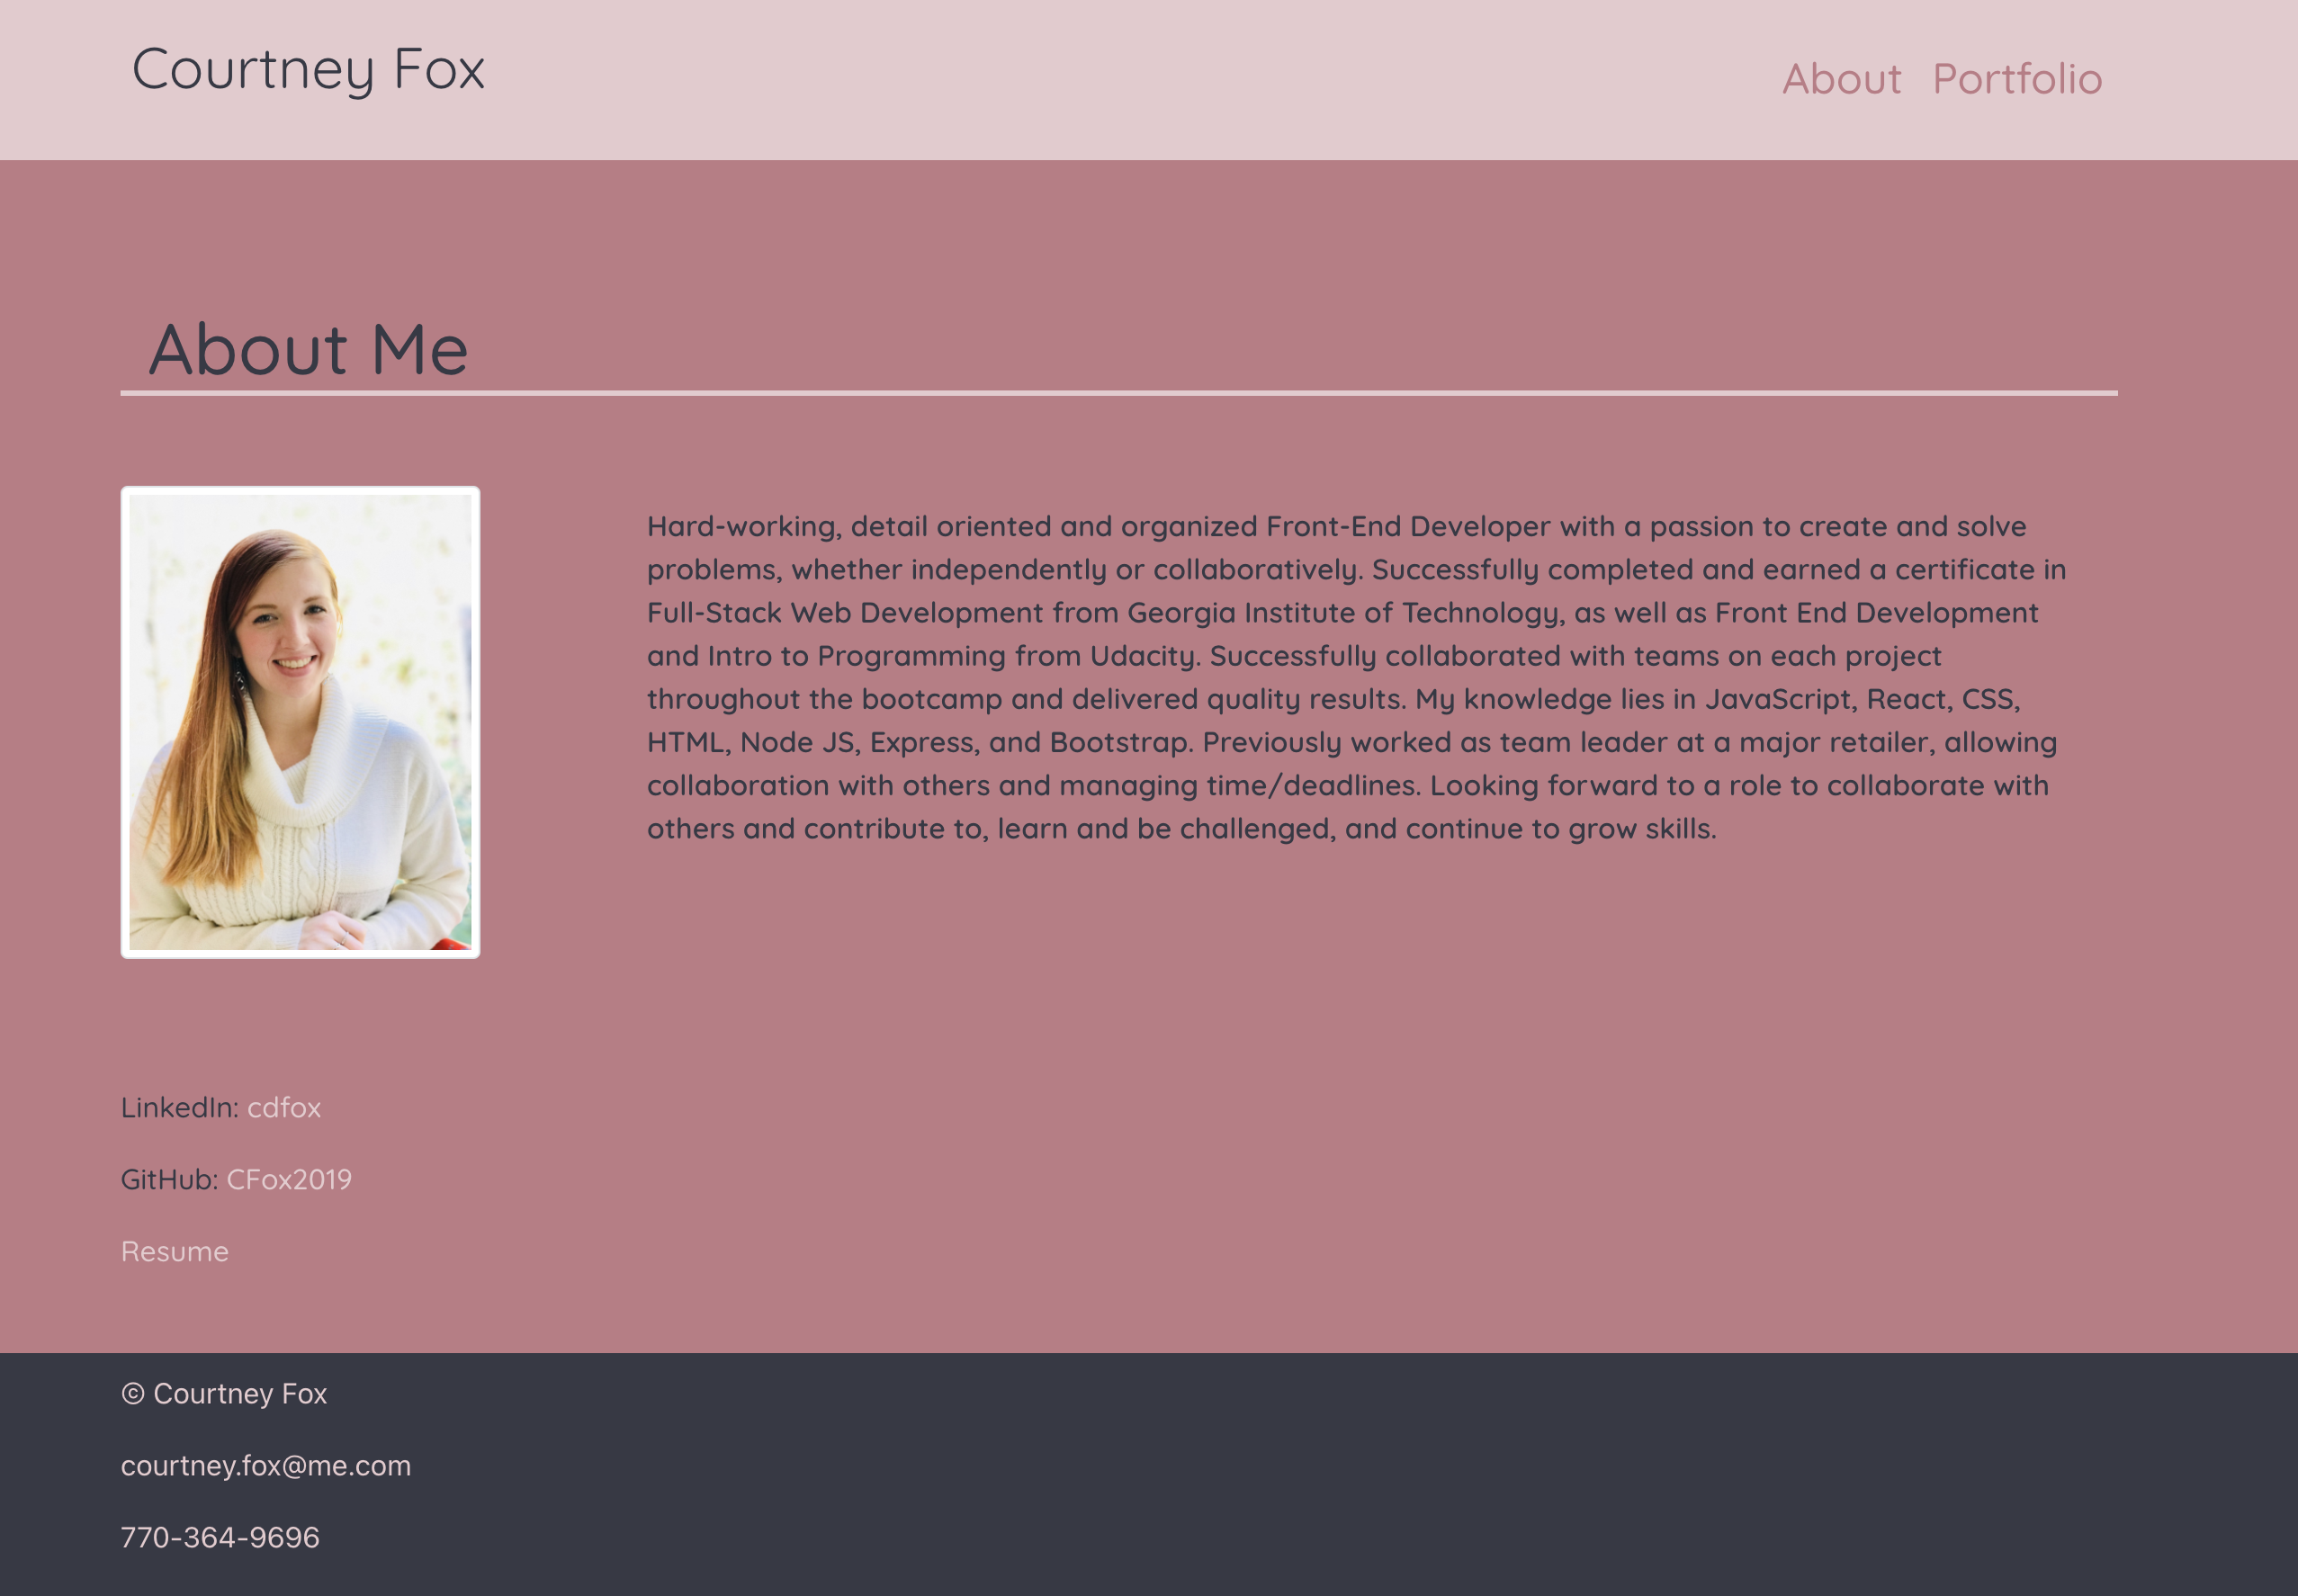 Courtney Fox
About Portfolio
About Me
Hard-working, detail oriented and organized Front-End Developer with a passion to create and solve
problems, whether independently or collaboratively. Successfully completed and earned a certificate in
Full-Stack Web Development from Georgia Institute of Technology, as well as Front End Development
and Intro to Programming from Udacity. Successfully collaborated with teams on each project
throughout the bootcamp and delivered quality results. My knowledge lies in JavaScript, React, CSS,
HTML, Node JS, Express, and Bootstrap. Previously worked as team leader at a major retailer, allowing
collaboration with others and managing time/deadlines. Looking forward to a role to collaborate with
others and contribute to, learn and be challenged, and continue to grow skills.
LinkedIn: cdfox
GitHub: CFox2019
Resume
© Courtney Fox
courtney.fox@me.com
770-364-9696